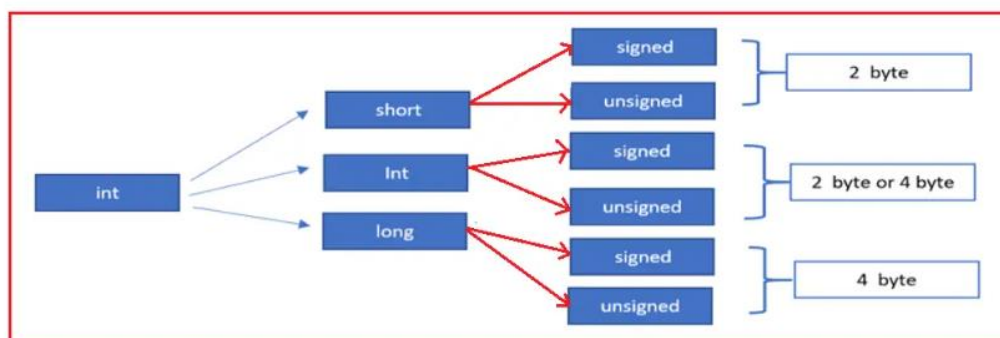 int
short
Int
long
signed
unsigned
signed
unsigned
signed
unsigned
2 byte
2 byte or 4 byte
4 byte